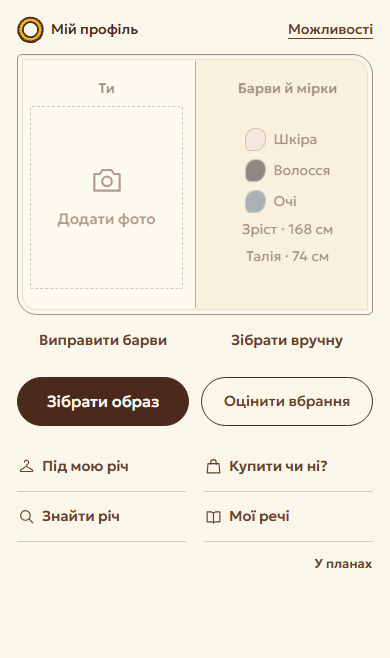 Мій профіль
Можливості
Ти
Додати фото
Барви й мірки
Шкіра
Волосся
Очі
Зріст · 168 см
Талія · 74 см
Виправити барви
Зібрати вручну
Зібрати образ
Оцінити вбрання
Під мою річ
Купити чи ні?
Знайти річ
Мої речі
У планах